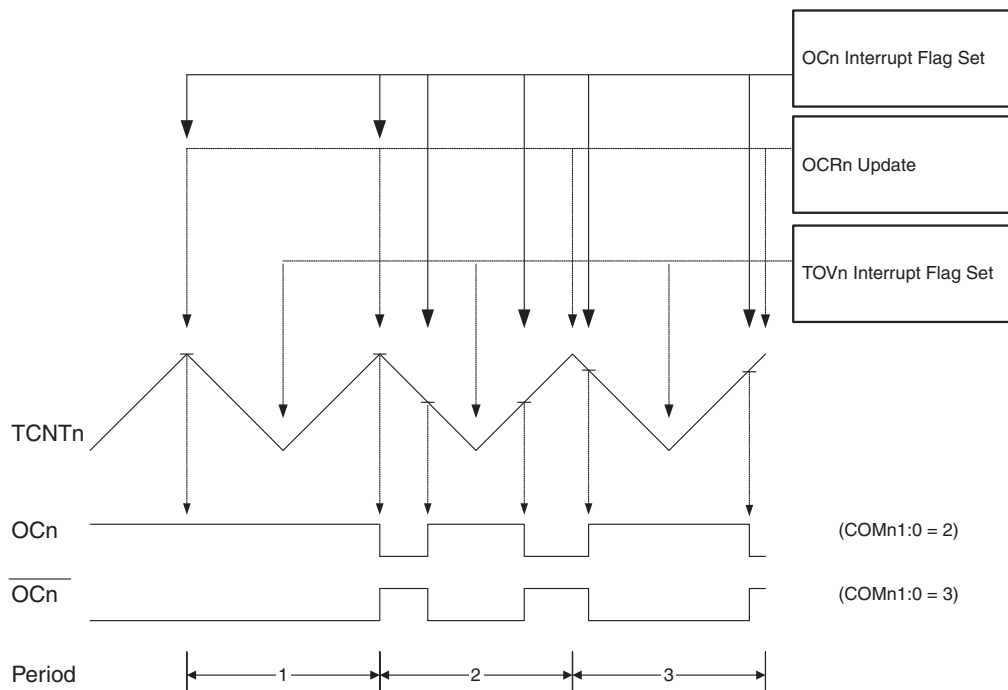 OCn Interrupt Flag Set
OCRn Update
TOVn Interrupt Flag Set
TCNTn
OCn
(COMn1:0 = 2)
OCn
(COMn1:0 = 3)
Period
1
2
3